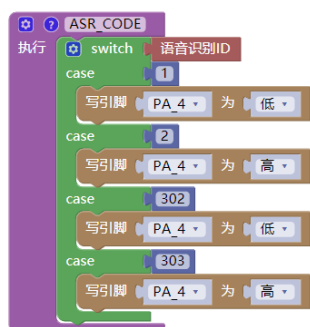 ASR_CODE
执行 switch 语音识别ID
case 1
写引脚 PA_4 为 低
case 2
写引脚 PA_4 为 高
case 302
写引脚 PA_4 为 低
case 303
写引脚 PA_4 为 高